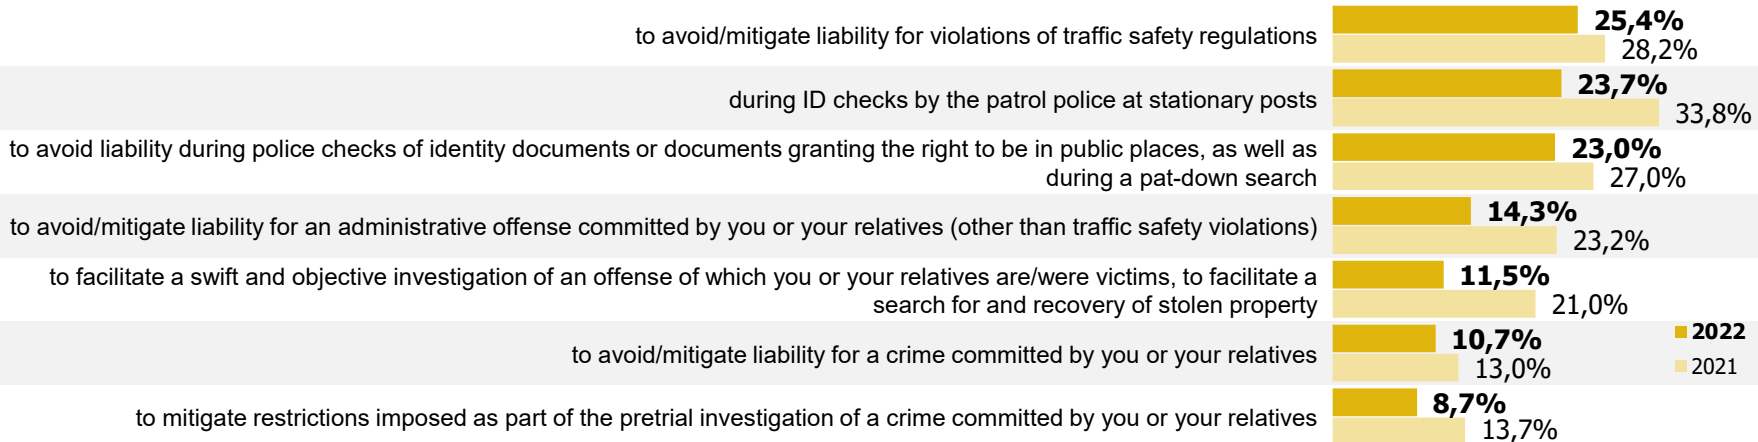 to avoid/mitigate liability for violations of traffic safety regulations
25,4%
28,2%
during ID checks by the patrol police at stationary posts
23,7%
33,8%
to avoid liability during police checks of identity documents or documents granting the right to be in public places, as well as
during a pat-down search
23,0%
27,0%
to avoid/mitigate liability for an administrative offense committed by you or your relatives (other than traffic safety violations)
14,3%
23,2%
to facilitate a swift and objective investigation of an offense of which you or your relatives are/were victims, to facilitate a
search for and recovery of stolen property
11,5%
21,0%
to avoid/mitigate liability for a crime committed by you or your relatives
10,7%
13,0%
2022
2021
to mitigate restrictions imposed as part of the pretrial investigation of a crime committed by you or your relatives
8,7%
13,7%